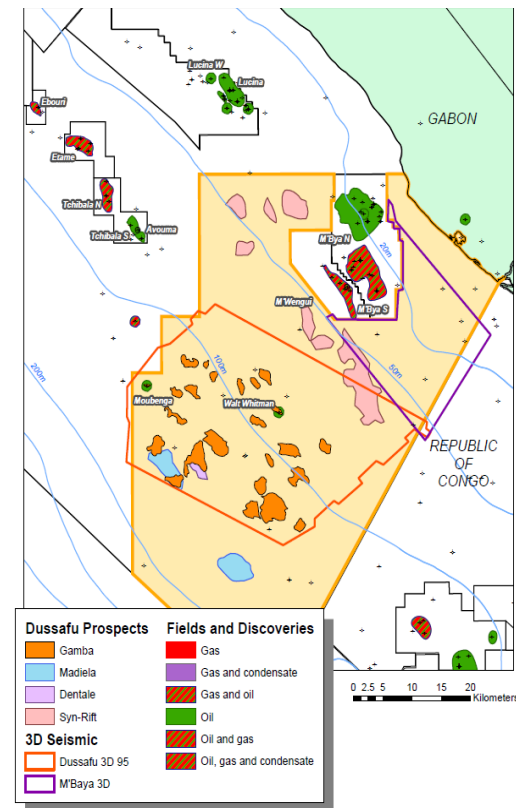 Lucina W
Lucina
GABON
Ebouri
Etame
Tchibala N
Avouma
Tchibala S
M'Bya N
20m
M'Bya S
M'Wengui
50m
100m
200m
Moubenga
Walt Whitman
REPUBLIC
OF
CONGO
Dussafu Prospects
Gamba
Madiela
Dentale
Syn-Rift
3D Seismic
Dussafu 3D 95
M'Baya 3D
Fields and Discoveries
Gas
Gas and condensate
Gas and oil
Oil
Oil and gas
Oil, gas and condensate
0 2.5 5 10 15 20
Kilometers